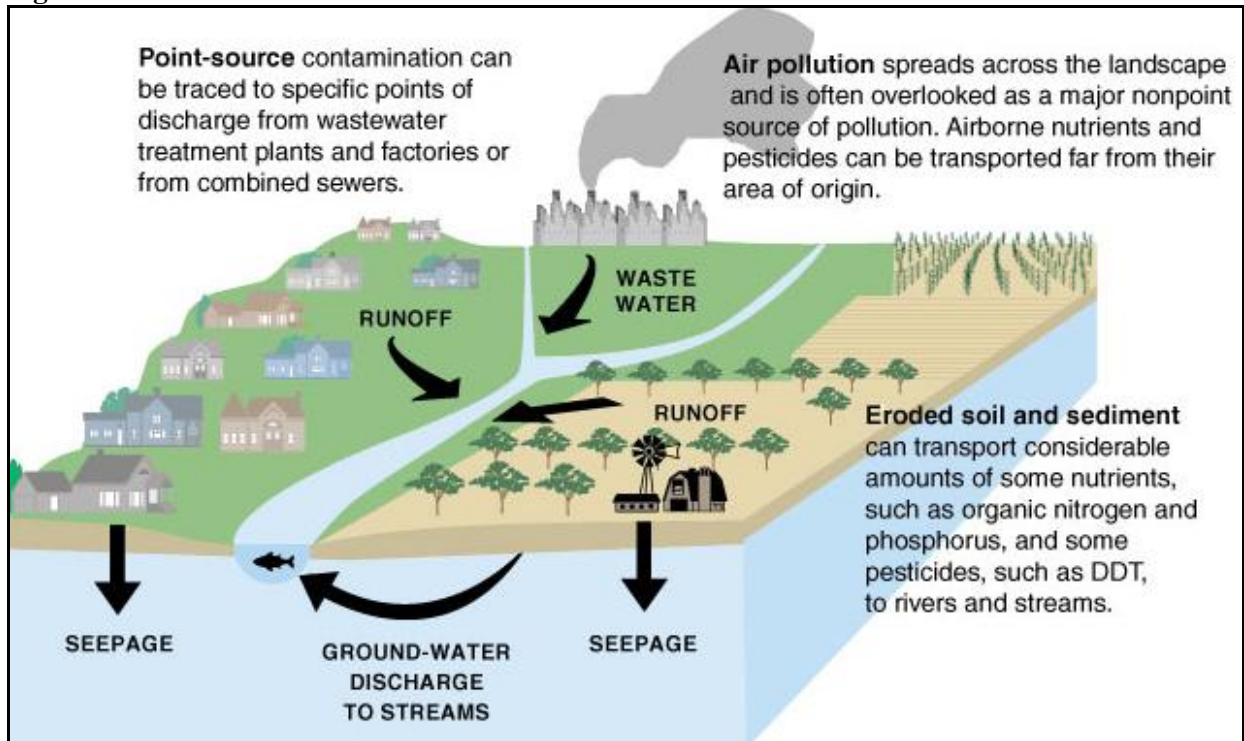 Point-source contamination can
be traced to specific points of
discharge from wastewater
treatment plants and factories or
from combined sewers.
Air pollution spreads across the landscape
and is often overlooked as a major nonpoint
source of pollution. Airborne nutrients and
pesticides can be transported far from their
area of origin.
WASTE
WATER
RUNOFF
RUNOFF
Eroded soil and sediment
can transport considerable
amounts of some nutrients,
such as organic nitrogen and
phosphorus, and some
pesticides, such as DDT,
to rivers and streams.
SEEPAGE
GROUND-WATER
DISCHARGE
TO STREAMS
SEEPAGE